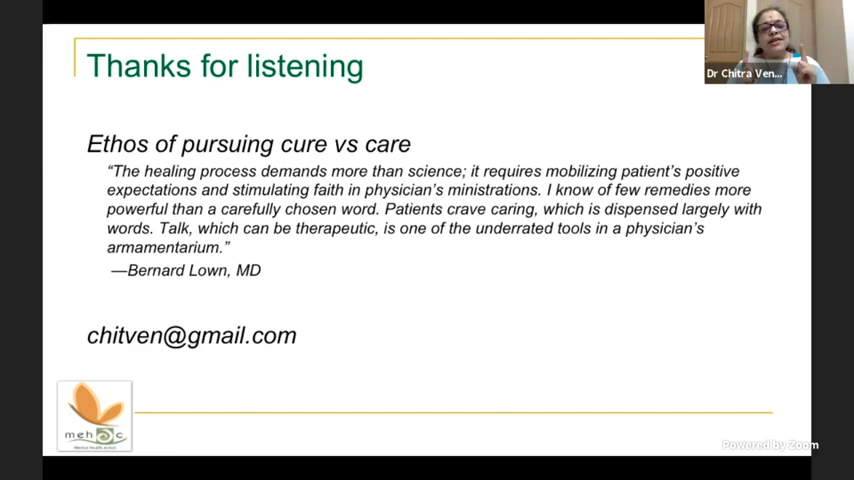 Thanks for listening
Dr Chitra Ven...
Ethos of pursuing cure vs care
“The healing process demands more than science; it requires mobilizing patient’s positive
expectations and stimulating faith in physician’s ministrations. I know of few remedies more
powerful than a carefully chosen word. Patients crave caring, which is dispensed largely with
words. Talk, which can be therapeutic, is one of the underrated tools in a physician’s
armamentarium.”
—Bernard Lown, MD
chitven@gmail.com
Powered by Zoom